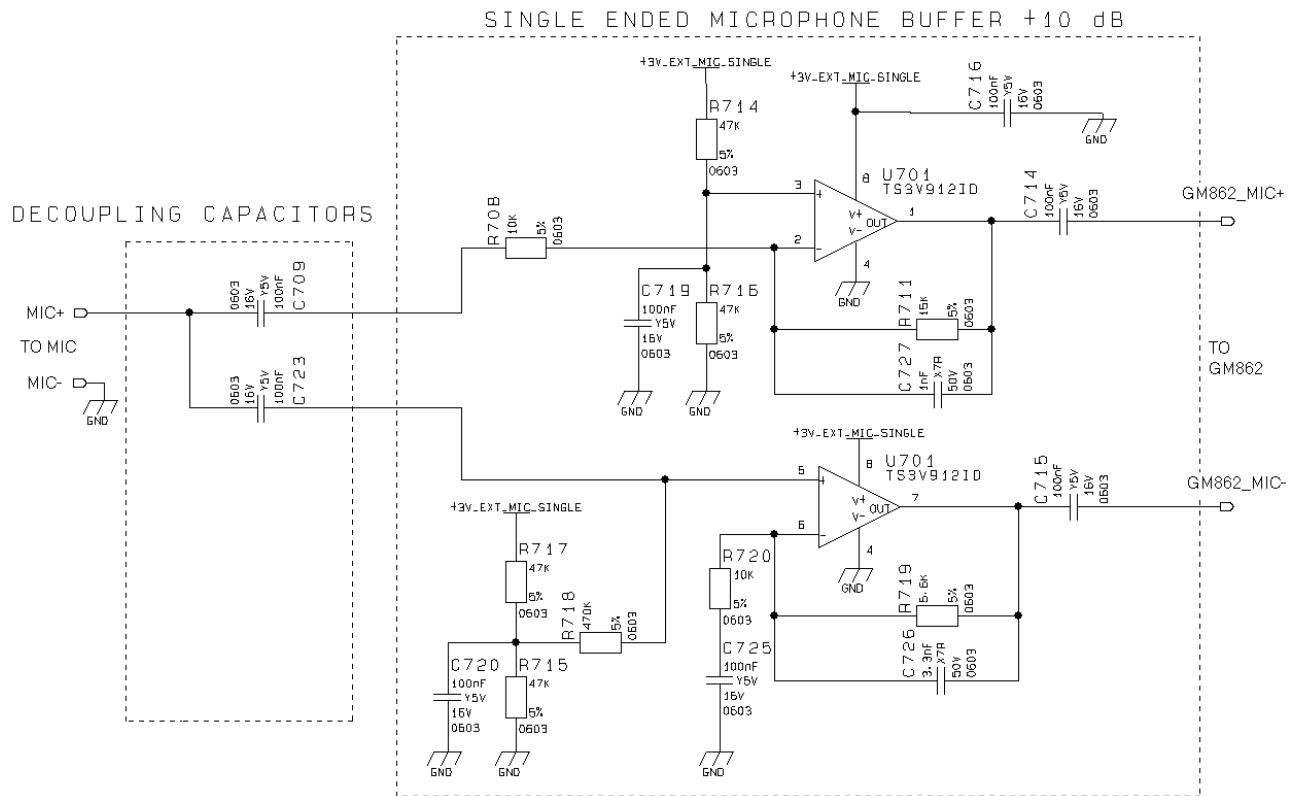 SINGLE ENDED MICROPHONE BUFFER +10 dB
+3V_EXT_MIC_SINGLE
+3V_EXT_MIC_SINGLE
C716
100nF
Y5V
16V
0603
GND
R714
47K
5%
0603
DECOUPLING CAPACITORS
R708
10K
5%
0603
3
+
2
-
8
U701
TS3V912ID
V+
V-
OUT
1
4
GND
C714
100nF
Y5V
16V
0603
GM862_MIC+
MIC+
TO MIC
MIC-
GND
0603
16V
Y5V
100nF
C709
0603
16V
Y5V
100nF
C723
C719
100nF
Y5V
16V
0603
GND
R716
47K
5%
0603
GND
R711
15K
5%
0603
C727
1nF
X7R
50V
0603
TO
GM862
+3V_EXT_MIC_SINGLE
5
+
6
-
8
U701
TS3V912ID
V+
V-
OUT
7
4
GND
C715
100nF
Y5V
16V
0603
GM862_MIC-
+3V_EXT_MIC_SINGLE
R717
47K
5%
0603
R718
470K
5%
0603
C720
100nF
Y5V
16V
0603
GND
R715
47K
5%
0603
GND
R720
10K
5%
0603
C725
100nF
Y5V
16V
0603
GND
R719
5.6K
5%
0603
C726
3.3nF
X7R
50V
0603